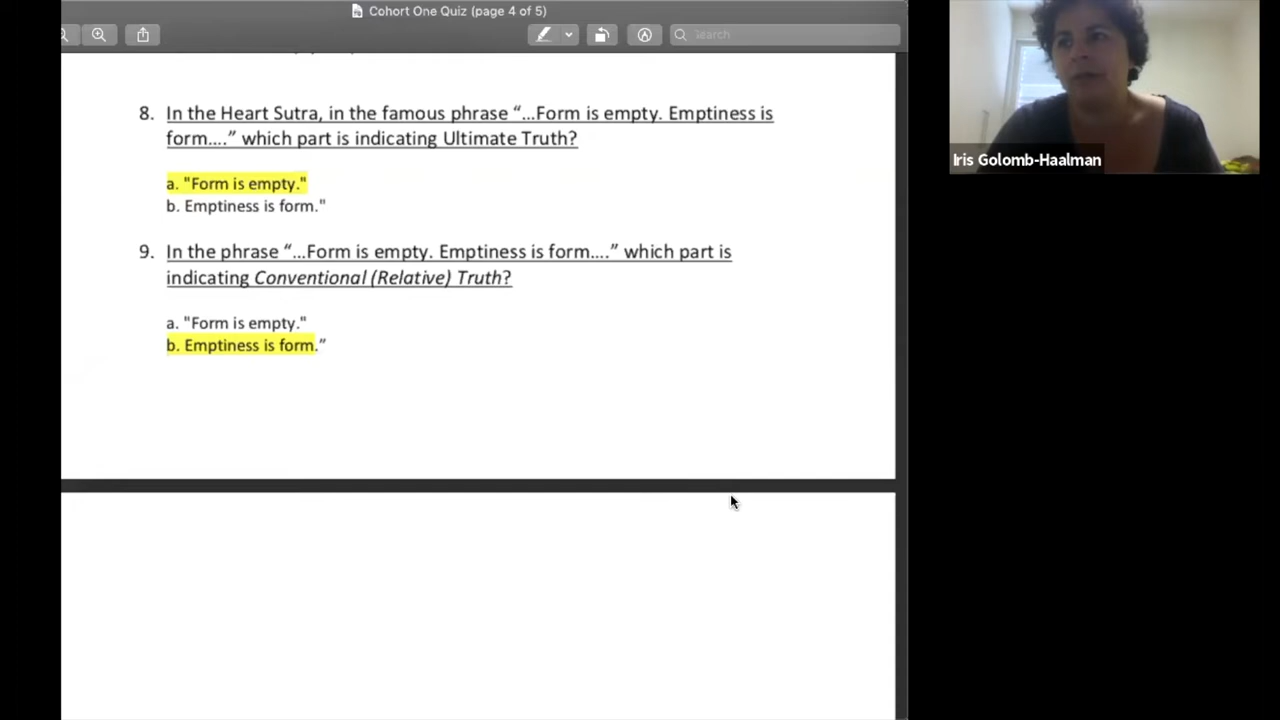 Cohort One Quiz (page 4 of 5)
Search
8. In the Heart Sutra, in the famous phrase “...Form is empty. Emptiness is
form....” which part is indicating Ultimate Truth?
a. "Form is empty."
b. Emptiness is form."
9. In the phrase “...Form is empty. Emptiness is form....” which part is
indicating Conventional (Relative) Truth?
a. "Form is empty."
b. Emptiness is form.”
Iris Golomb-Haalman